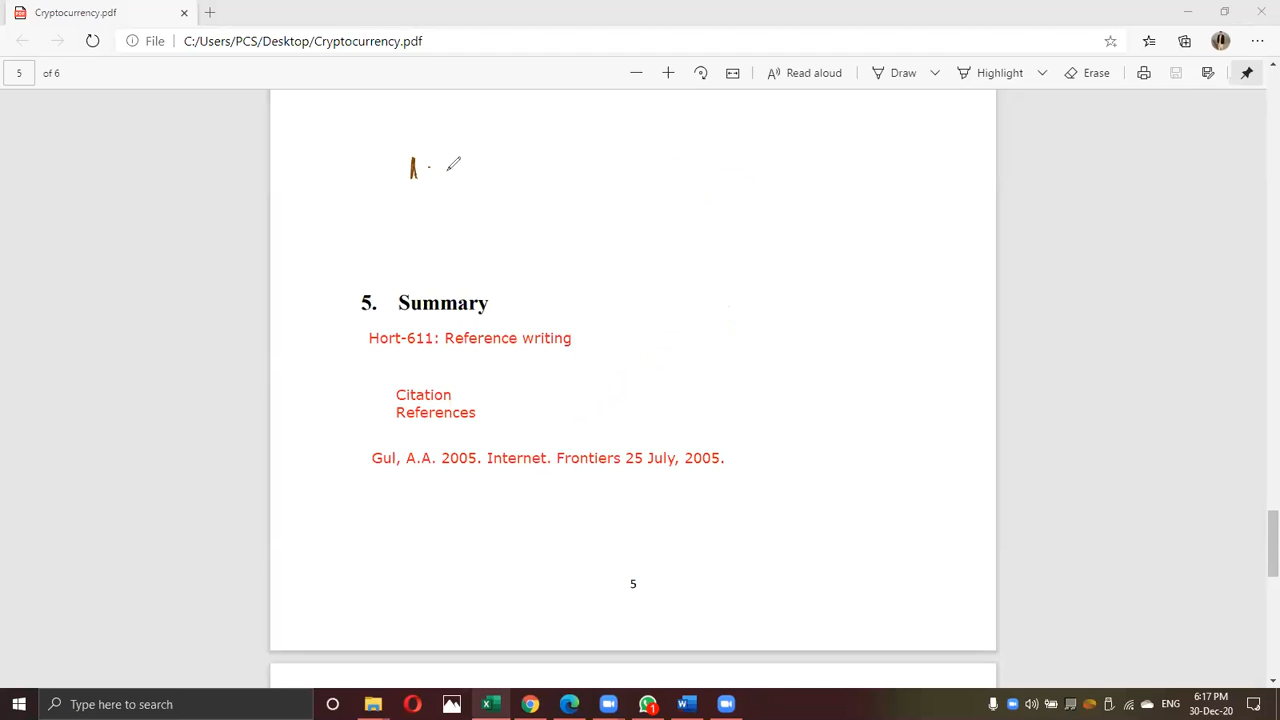 Cryptocurrency.pdf
File C:/Users/PCS/Desktop/Cryptocurrency.pdf
5 of 6 Read aloud Draw Highlight Erase
5. Summary
Hort-611: Reference writing
Citation
References
Gul, A.A. 2005. Internet. Frontiers 25 July, 2005.
5
Type here to search
1
ENG
6:17 PM
30-Dec-20